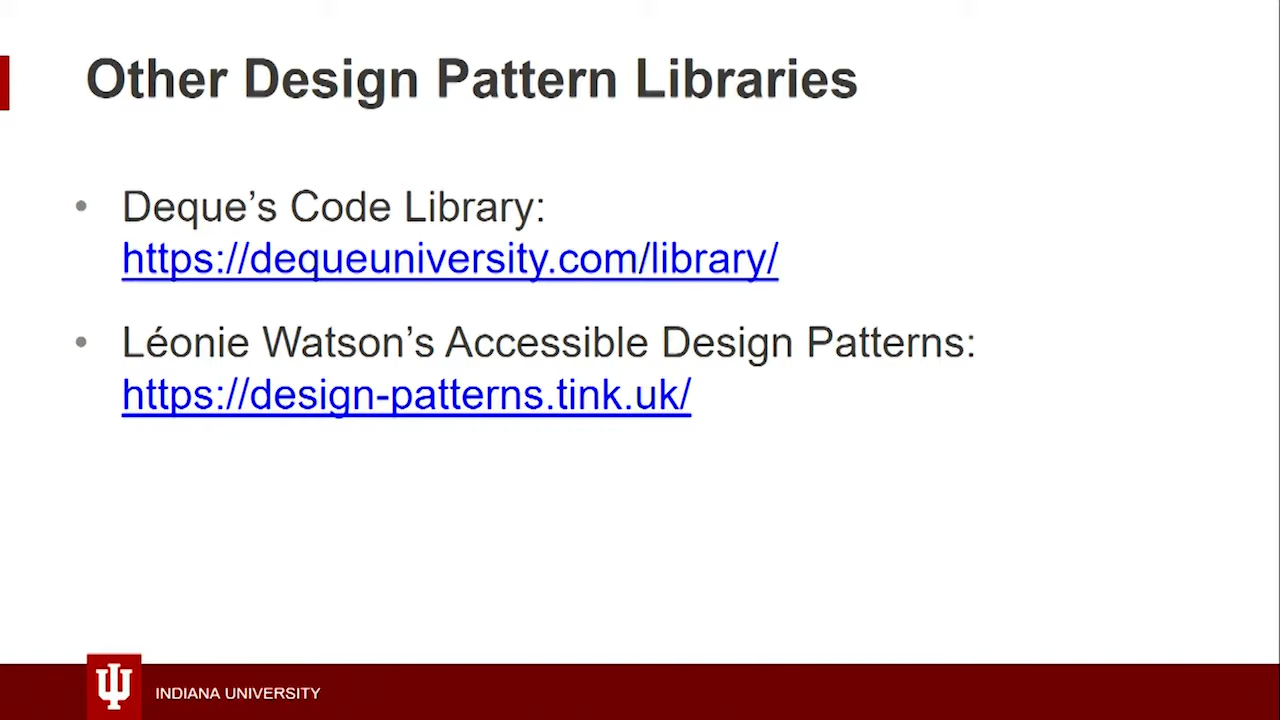 Other Design Pattern Libraries
• Deque’s Code Library:
https://dequeuniversity.com/library/
• Léonie Watson’s Accessible Design Patterns:
https://design-patterns.tink.uk/
INDIANA UNIVERSITY